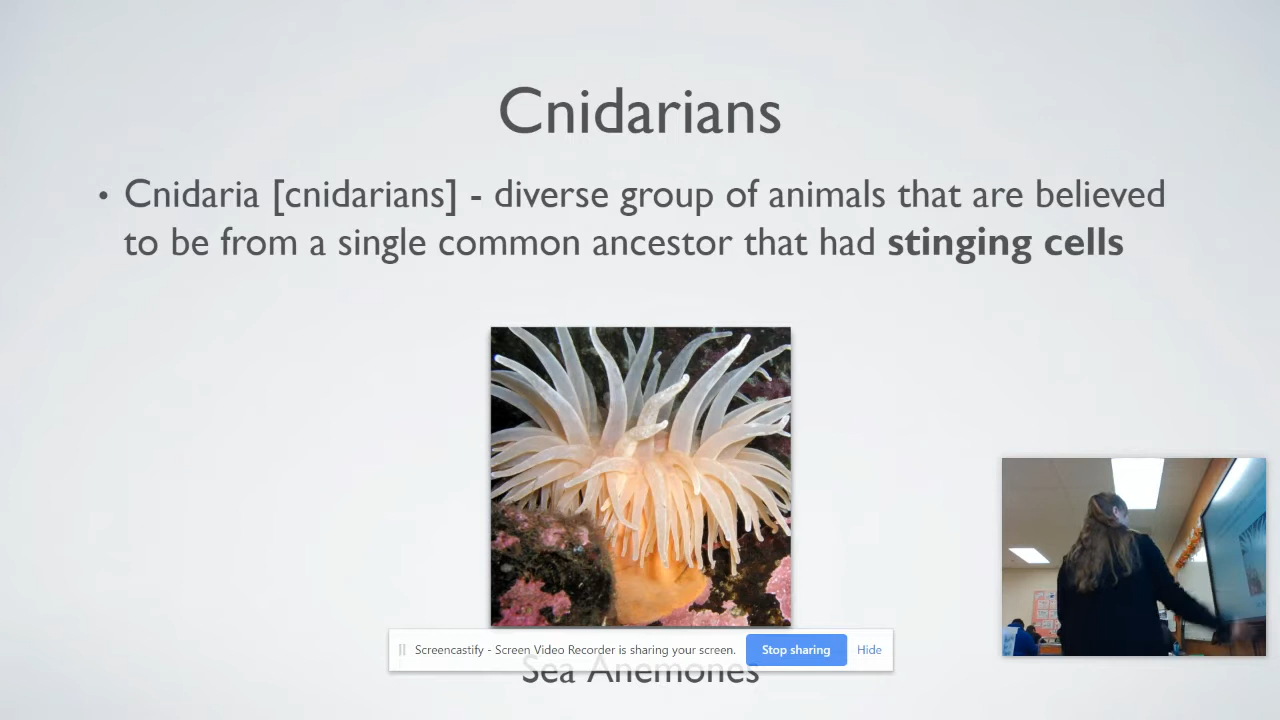 Cnidarians
• Cnidaria [cnidarians] - diverse group of animals that are believed
to be from a single common ancestor that had stinging cells
Screencastify - Screen Video Recorder is sharing your screen. Stop sharing Hide
Sea Anemones